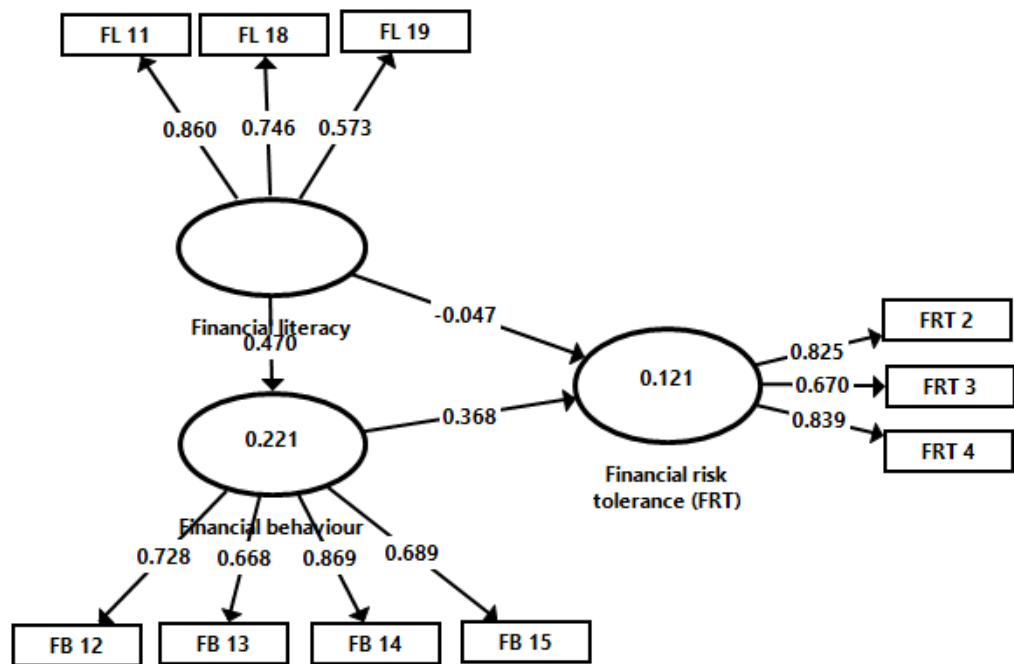 FL 11
FL 18
FL 19
0.860
0.746
0.573
Financial literacy
0.470
-0.047
0.368
0.121
Financial risk
tolerance (FRT)
0.825
0.670
0.839
FRT 2
FRT 3
FRT 4
0.221
Financial behaviour
0.728
0.668
0.869
0.689
FB 12
FB 13
FB 14
FB 15